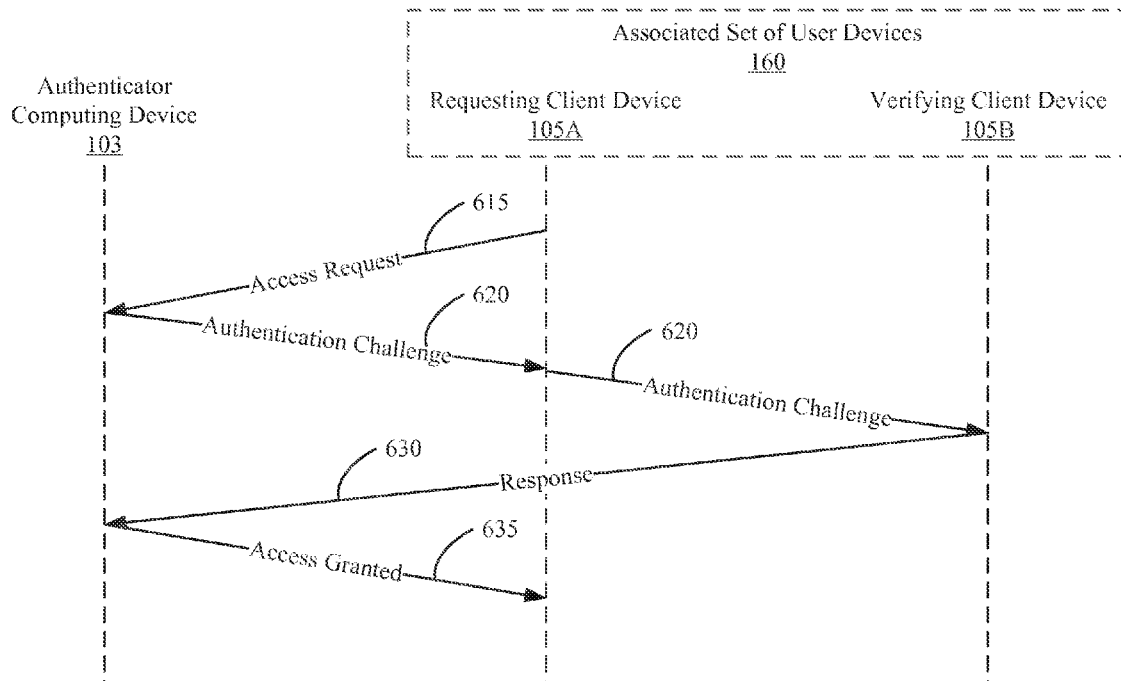 Associated Set of User Devices
160
Authenticator
Computing Device
103
Requesting Client Device
105A
Verifying Client Device
105B
615
Access Request
620
Authentication Challenge
620
Authentication Challenge
630
Response
635
Access Granted